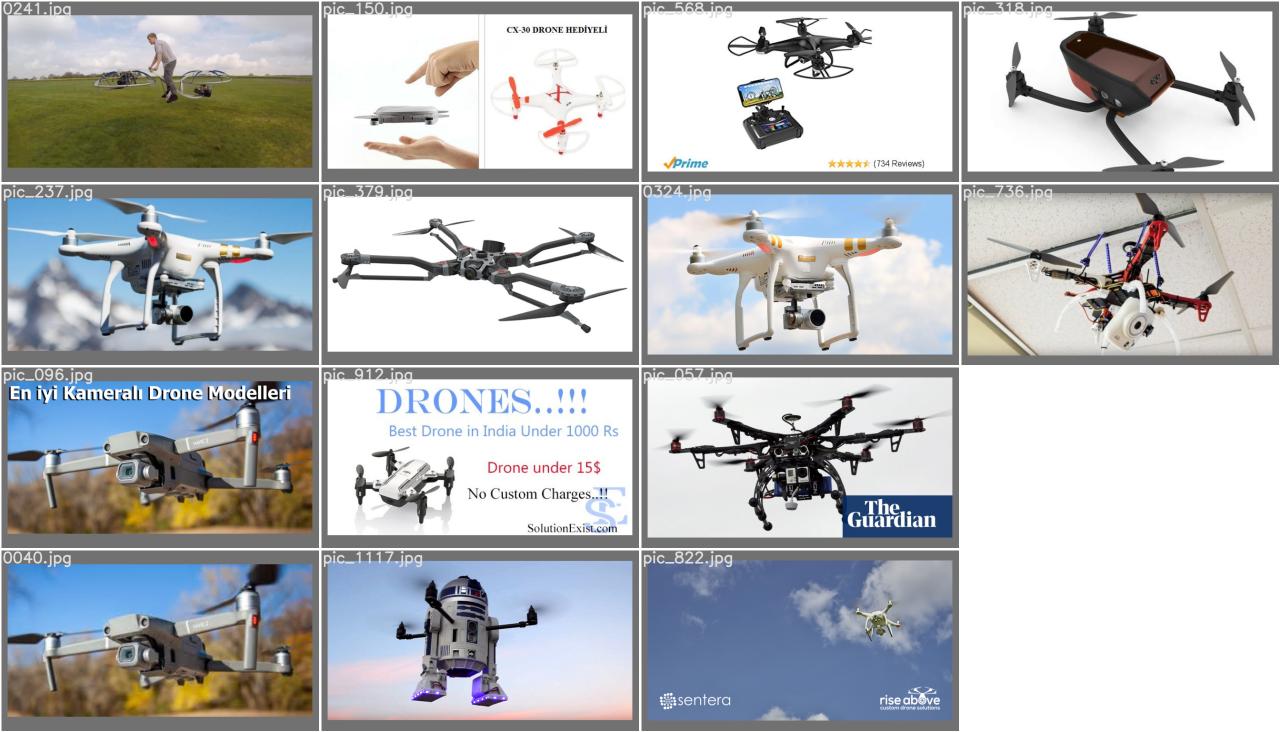 0241.jpg
pic_150.jpg
CX-30 DRONE HEDİYELİ
pic_568.jpg
Prime
(734 Reviews)
pic_318.jpg
pic_237.jpg
pic_379.jpg
0324.jpg
pic_736.jpg
pic_096.jpg
En iyi Kameralı Drone Modelleri
pic_912.jpg
DRONES..!!!
Best Drone in India Under 1000 Rs
Drone under 15$
No Custom Charges..!!
SE
SolutionExist.com
pic_057.jpg
The
Guardian
0040.jpg
pic_1117.jpg
pic_822.jpg
sentera
rise above
custom drone solutions